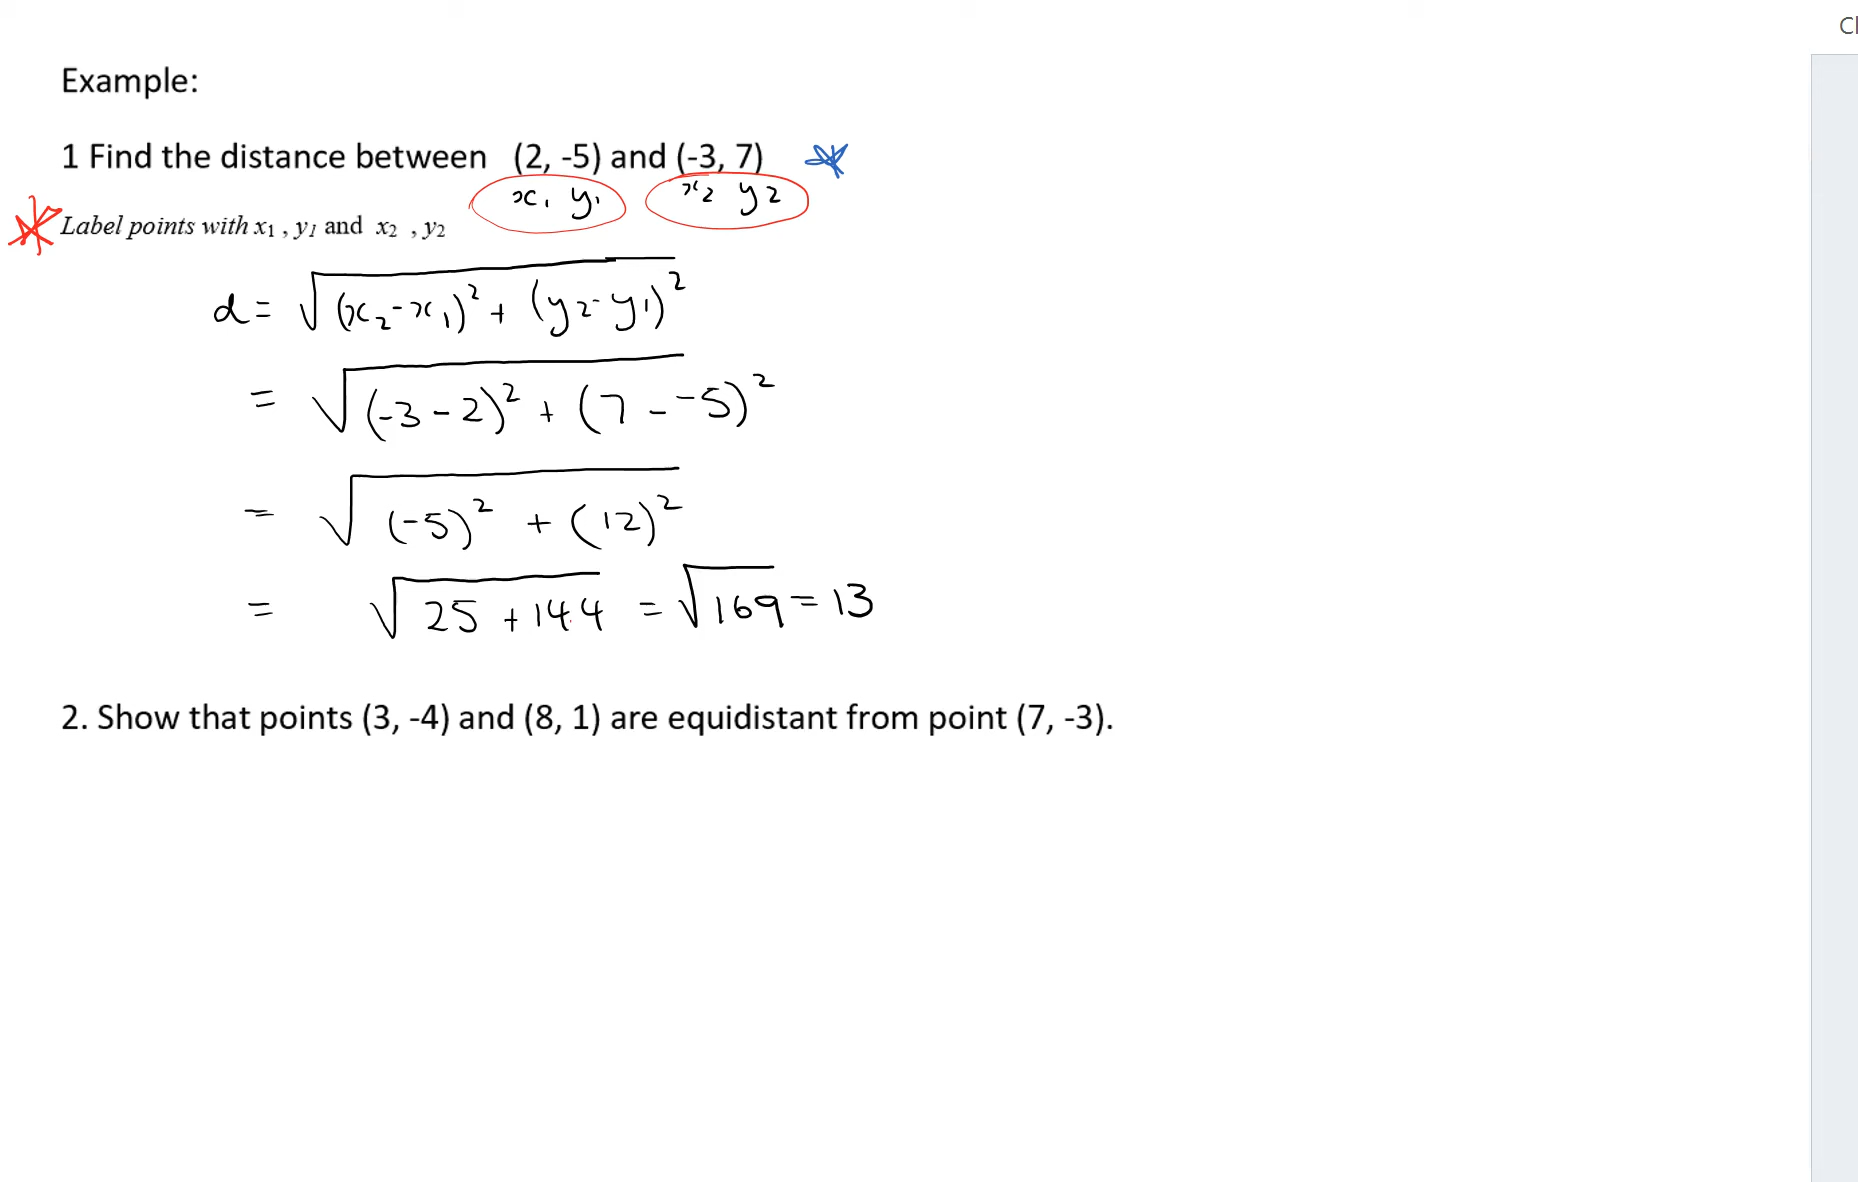 Cl
Example:
1 Find the distance between (2, -5) and (-3, 7)
x₁ y₁ x₂ y₂
Label points with x₁ , y₁ and x₂ , y₂
d = √(x₂-x₁)² + (y₂-y₁)²
= √(-3-2)² + (7--5)²
= √(-5)² + (12)²
= √25+144 = √169 = 13
2. Show that points (3, -4) and (8, 1) are equidistant from point (7, -3).